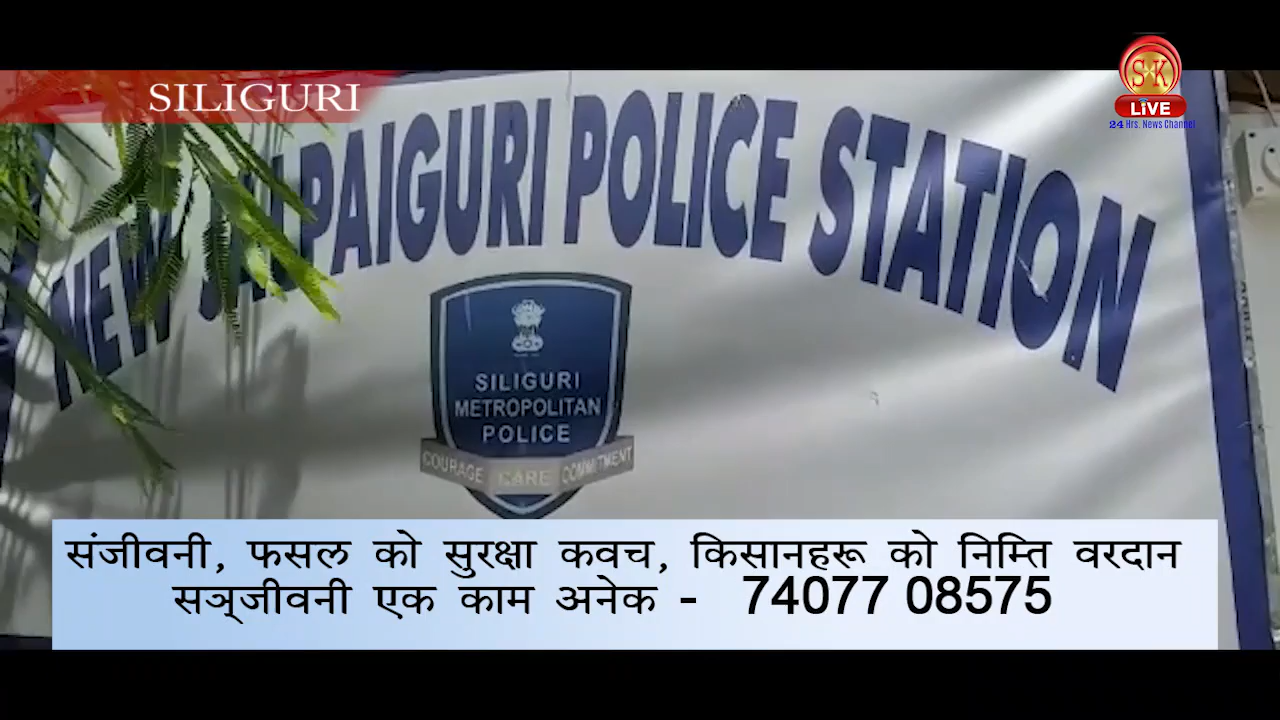 SILIGURI
SK
LIVE
24 Hrs. News Channel
NEW JALPAIGURI POLICE STATION
SILIGURI
METROPOLITAN
POLICE
COURAGE CARE COMMITMENT
संजीवनी, फसल को सुरक्षा कवच, किसानहरू को निम्ति वरदान
सञ्जीवनी एक काम अनेक - 74077 08575